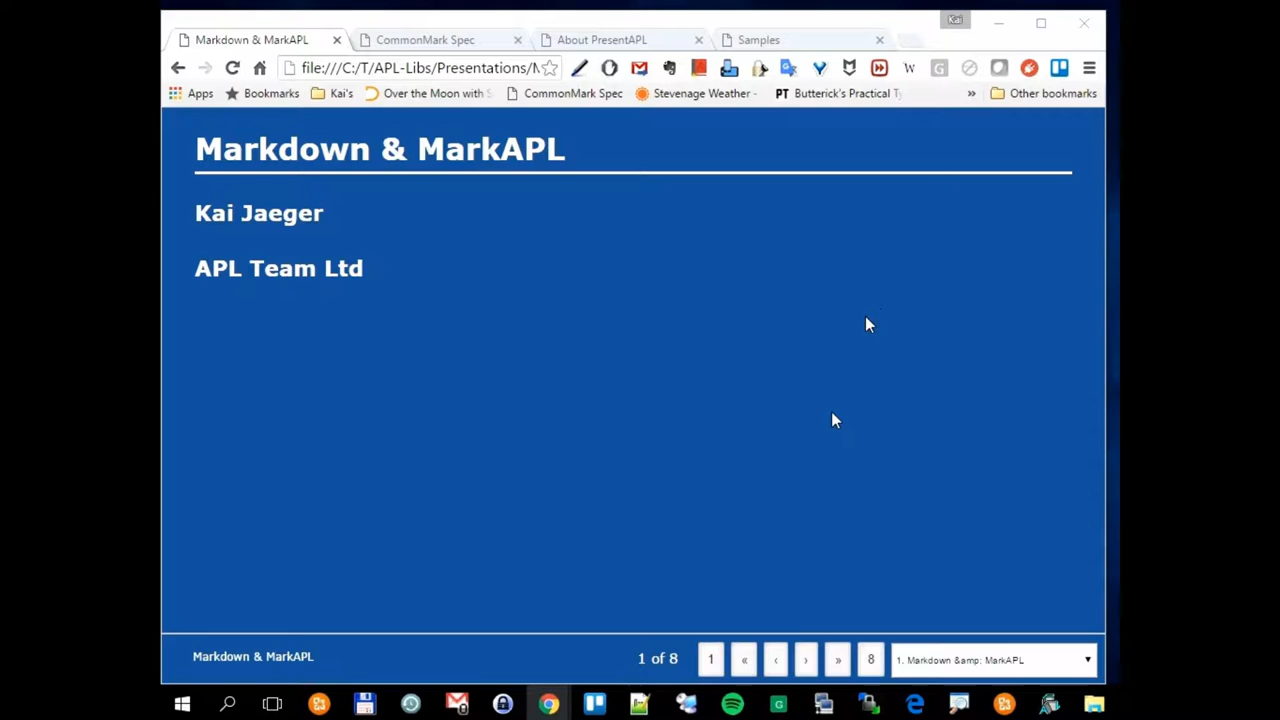 Kai
Markdown & MarkAPL
CommonMark Spec
About PresentAPL
Samples
file:///C:/T/APL-Libs/Presentations/M
Apps
Bookmarks
Kai's
Over the Moon with
CommonMark Spec
Stevenage Weather -
PT Butterick's Practical Ty
»
Other bookmarks
Markdown & MarkAPL
Kai Jaeger
APL Team Ltd
Markdown & MarkAPL
1 of 8
1 « ‹ › » 8
1. Markdown &amp; MarkAPL